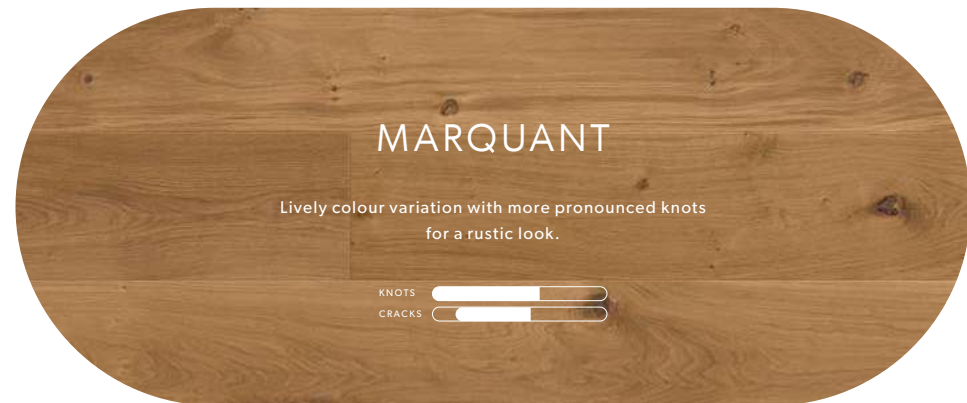 MARQUANT
Lively colour variation with more pronounced knots
for a rustic look.
KNOTS
CRACKS